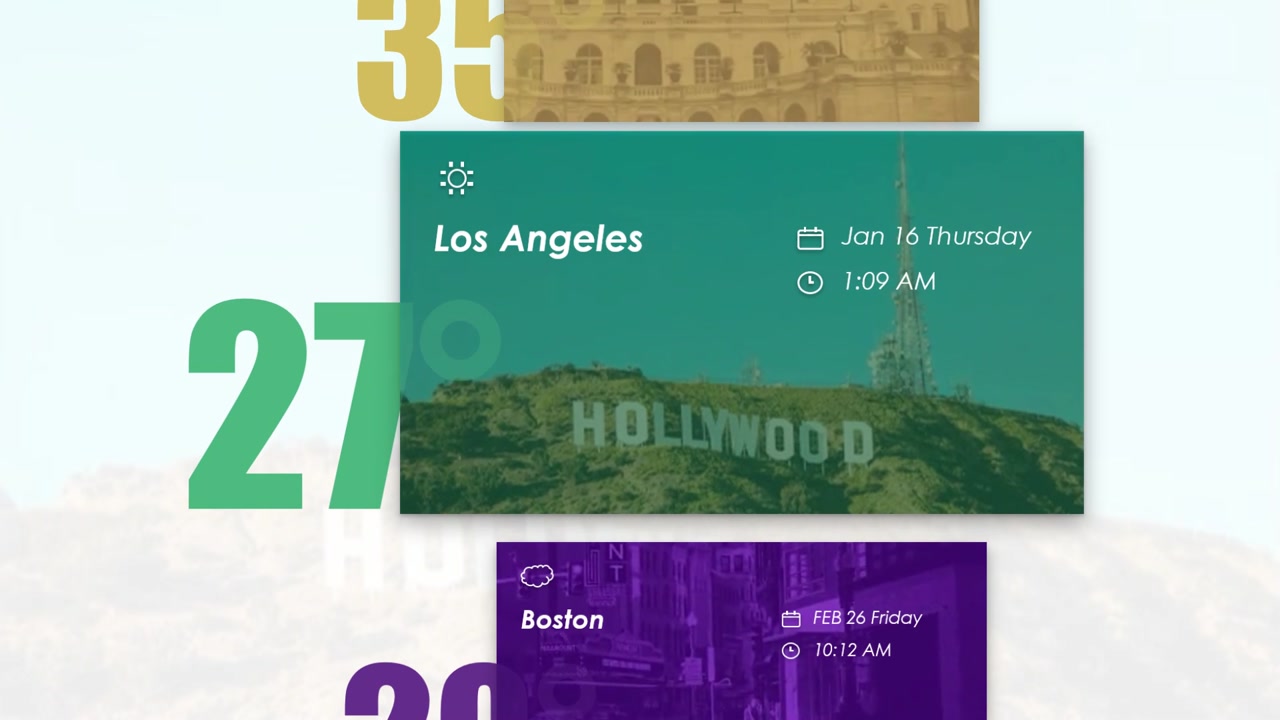 35°
Los Angeles
Jan 16 Thursday
1:09 AM
27°
HOLLYWOOD
Boston
FEB 26 Friday
10:12 AM